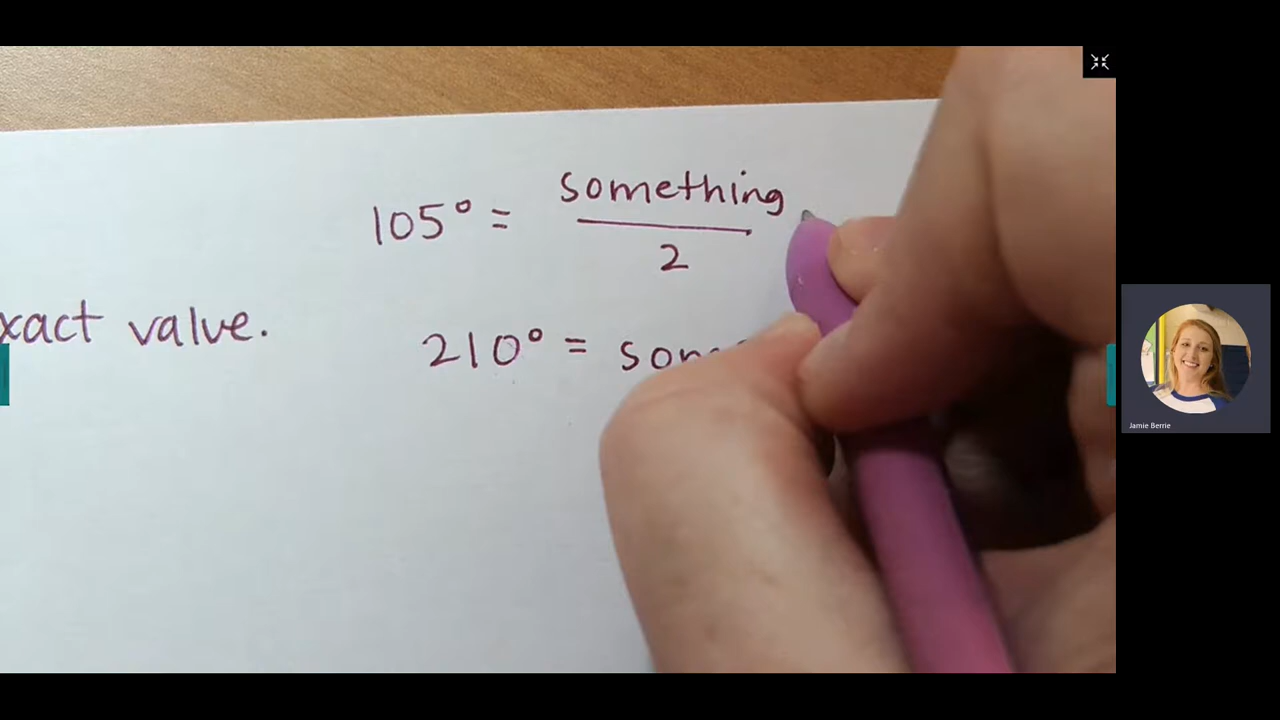 105° = something
2
xact value.
210° =
Jamie Berrie